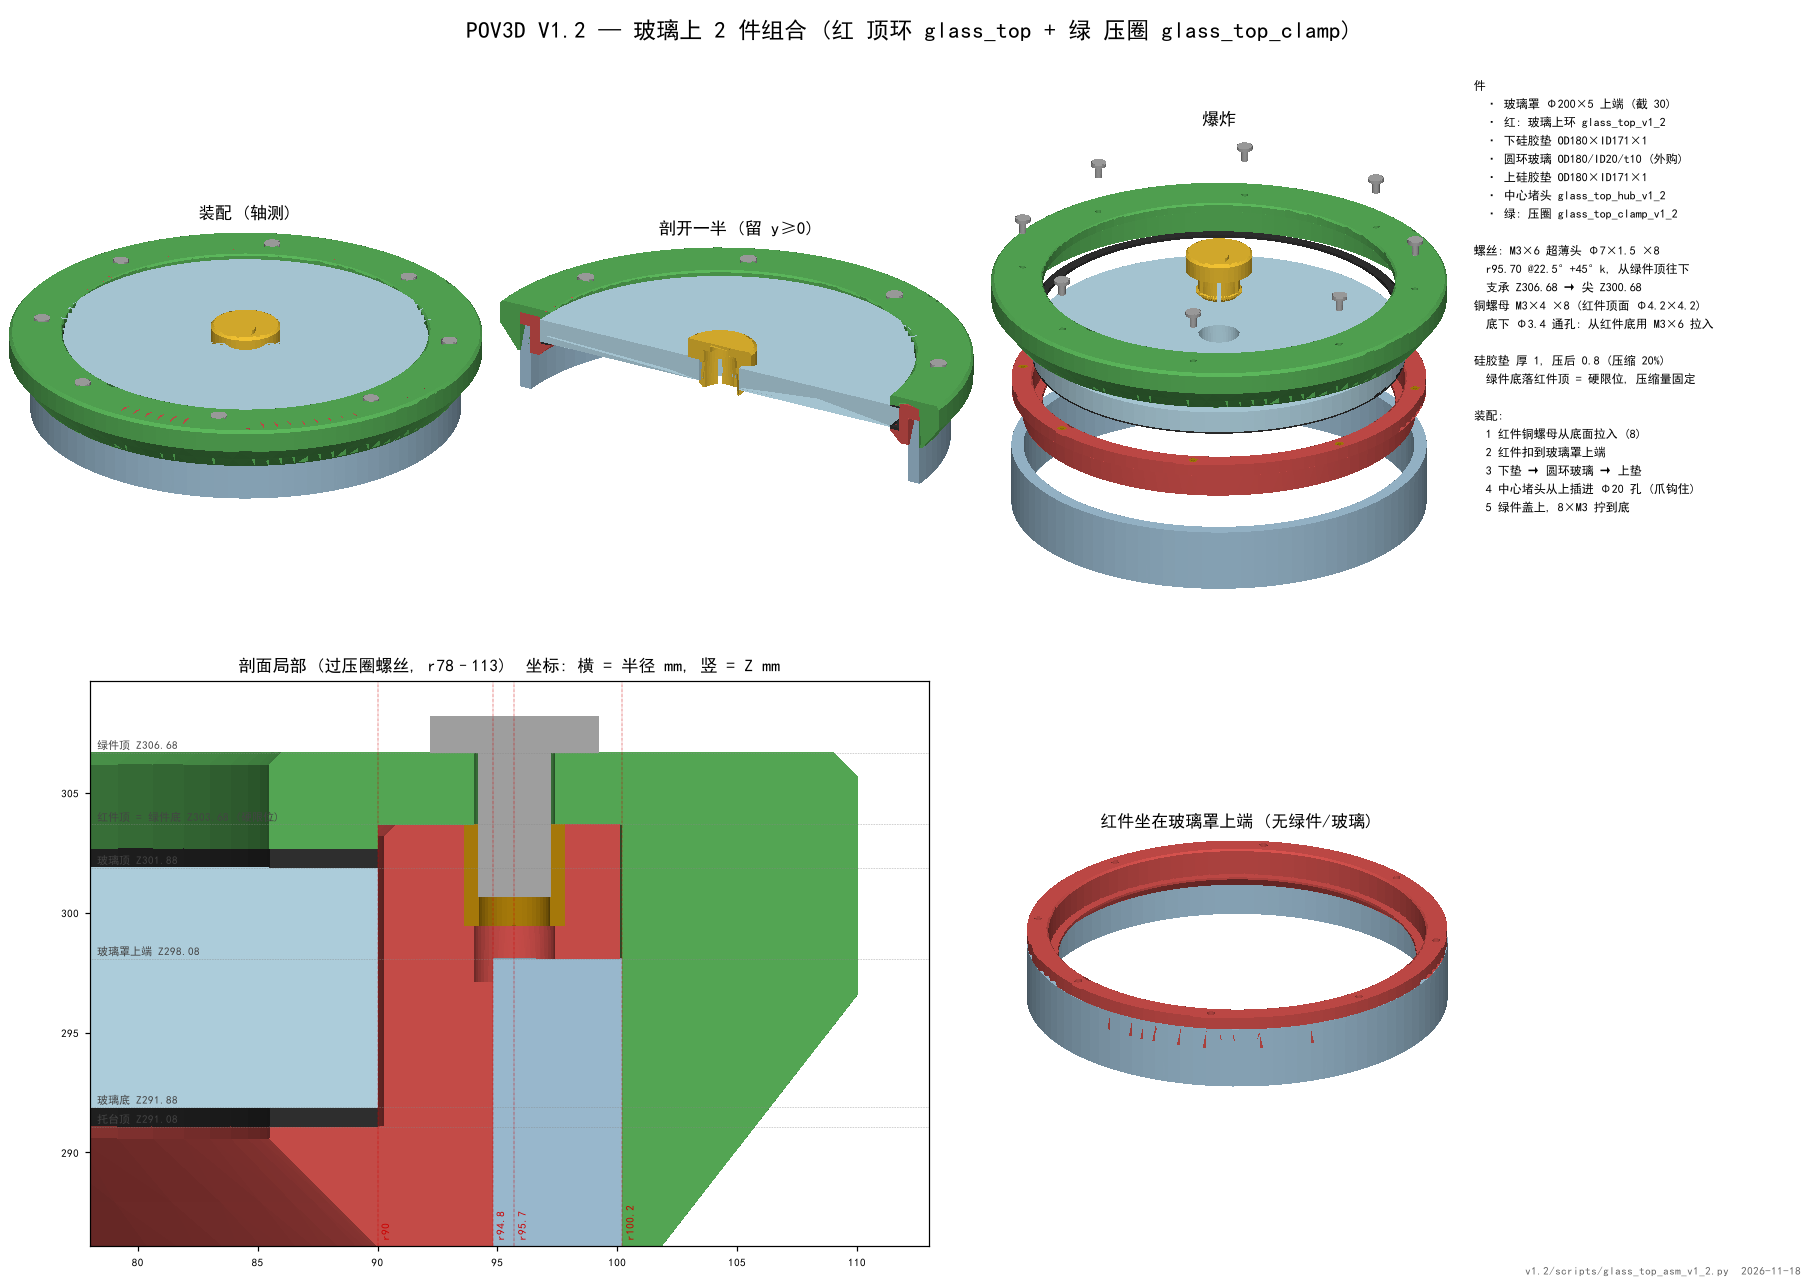 POV3D V1.2 — 玻璃上 2 件组合 (红 顶环 glass_top + 绿 压圈 glass_top_clamp)
装配 (轴测)
剖开一半 (留 y≥0)
爆炸
件
· 玻璃罩 Φ200×5 上端 (截 30)
· 红: 玻璃上环 glass_top_v1_2
· 下硅胶垫 OD180×ID171×1
· 圆环玻璃 OD180/ID20/t10 (外购)
· 上硅胶垫 OD180×ID171×1
· 中心堵头 glass_top_hub_v1_2
· 绿: 压圈 glass_top_clamp_v1_2
螺丝: M3×6 超薄头 Φ7×1.5 ×8
r95.70 @22.5°+45°k, 从绿件顶往下
支承 Z306.68 → 尖 Z300.68
铜螺母 M3×4 ×8 (红件顶面 Φ4.2×4.2)
底下 Φ3.4 通孔: 从红件底用 M3×6 拉入
硅胶垫 厚 1, 压后 0.8 (压缩 20%)
绿件底落红件顶 = 硬限位, 压缩量固定
装配:
1 红件铜螺母从底面拉入 (8)
2 红件扣到玻璃罩上端
3 下垫 → 圆环玻璃 → 上垫
4 中心堵头从上插进 Φ20 孔 (爪钩住)
5 绿件盖上, 8×M3 拧到底
剖面局部 (过压圈螺丝, r78–113) 坐标: 横 = 半径 mm, 竖 = Z mm
绿件顶 Z306.68
红件顶 = 绿件底
玻璃顶 Z301.88
玻璃罩上端 Z298.08
玻璃底 Z291.88
托台顶 Z291.08
r90
r94.8
r95.7
r100.2
305
300
295
290
80
85
90
95
100
105
110
红件坐在玻璃罩上端 (无绿件/玻璃)
v1.2/scripts/glass_top_asm_v1_2.py 2026-11-18